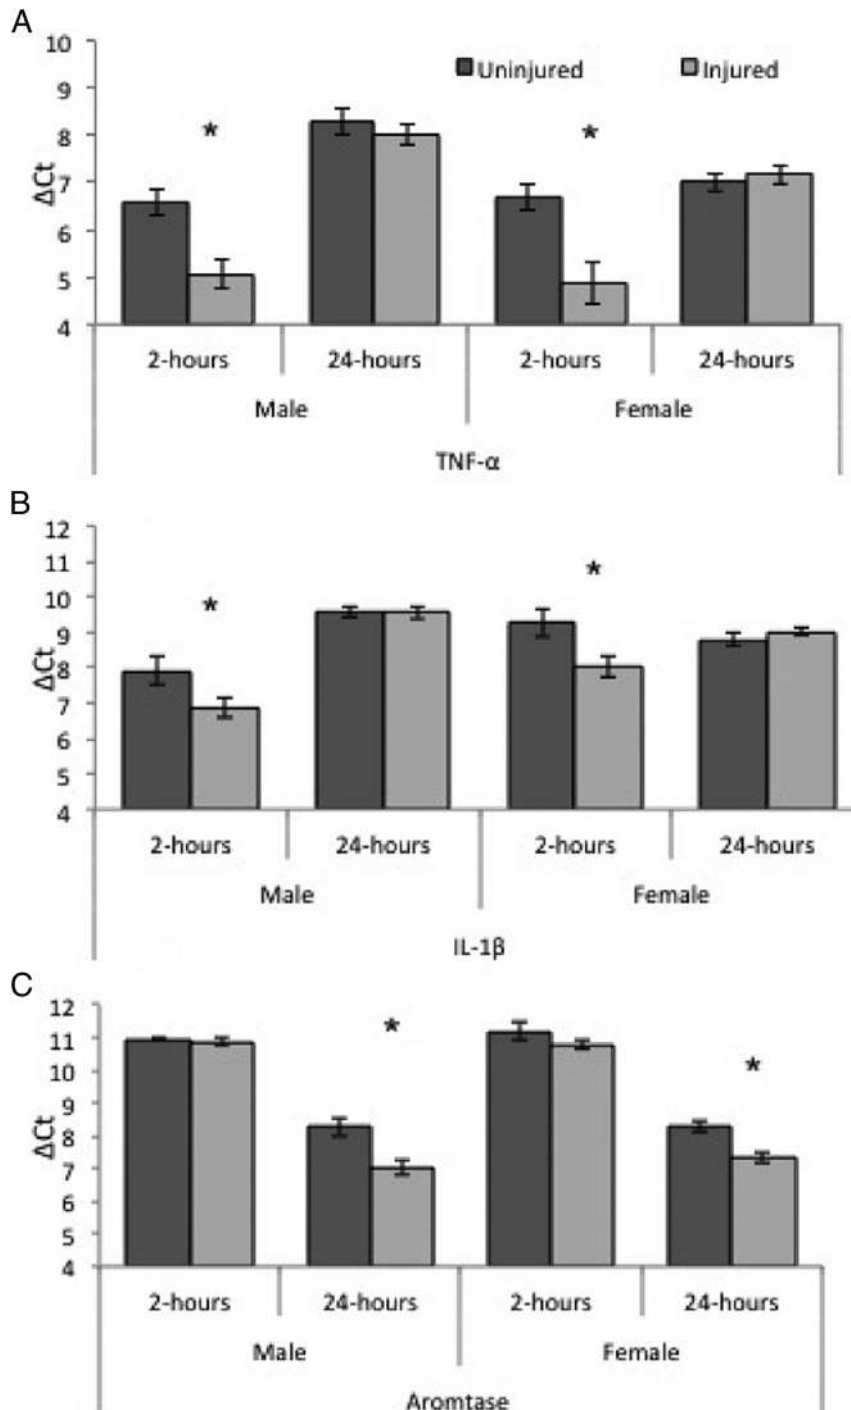 A
10
Uninjured Injured
9
* *
8
7
ΔCt
6
5
4
2-hours 24-hours 2-hours 24-hours
Male Female
TNF-α
B
12
11
*
10
*
9
8
ΔCt
7
6
5
4
2-hours 24-hours 2-hours 24-hours
Male Female
IL-1β
C
12
*
11
*
10
9
8
ΔCt
7
6
5
4
2-hours 24-hours 2-hours 24-hours
Male Female
Aromtase